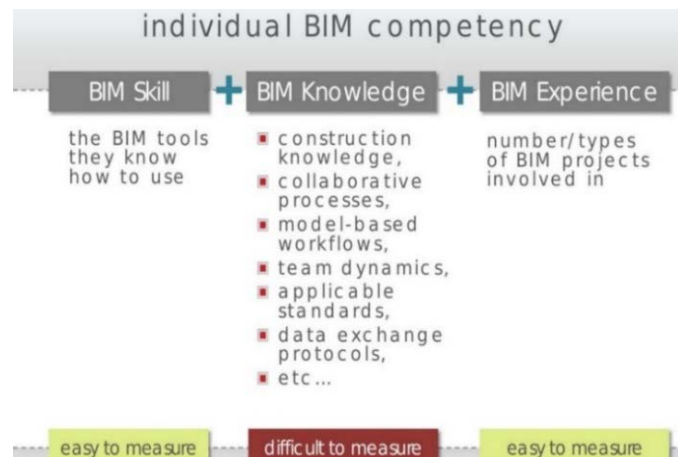 individual BIM competency
BIM Skill + BIM Knowledge + BIM Experience
the BIM tools
they know
how to use
construction
knowledge,
collaborative
processes,
model-based
workflows,
team dynamics,
applicable
standards,
data exchange
protocols,
etc...
number/types
of BIM projects
involved in
easy to measure
difficult to measure
easy to measure